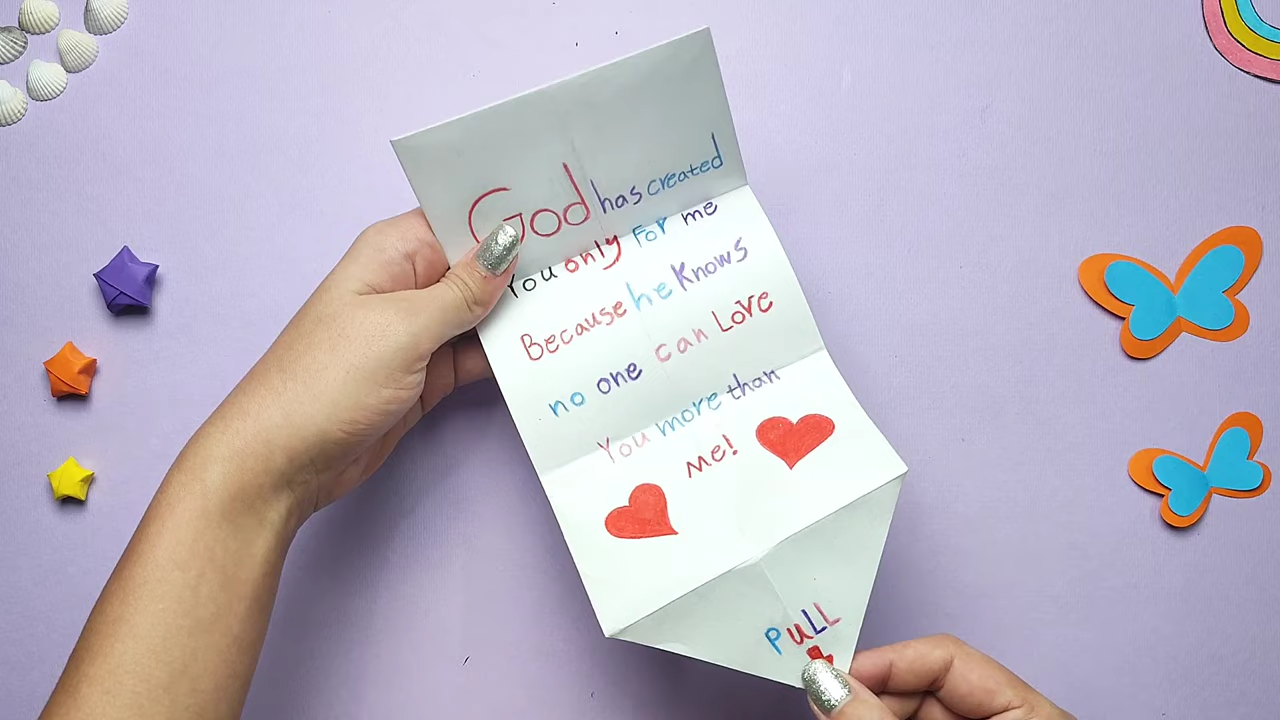 God has created
You only For me
Because he Knows
no one can Love
You more than
me!
PULL